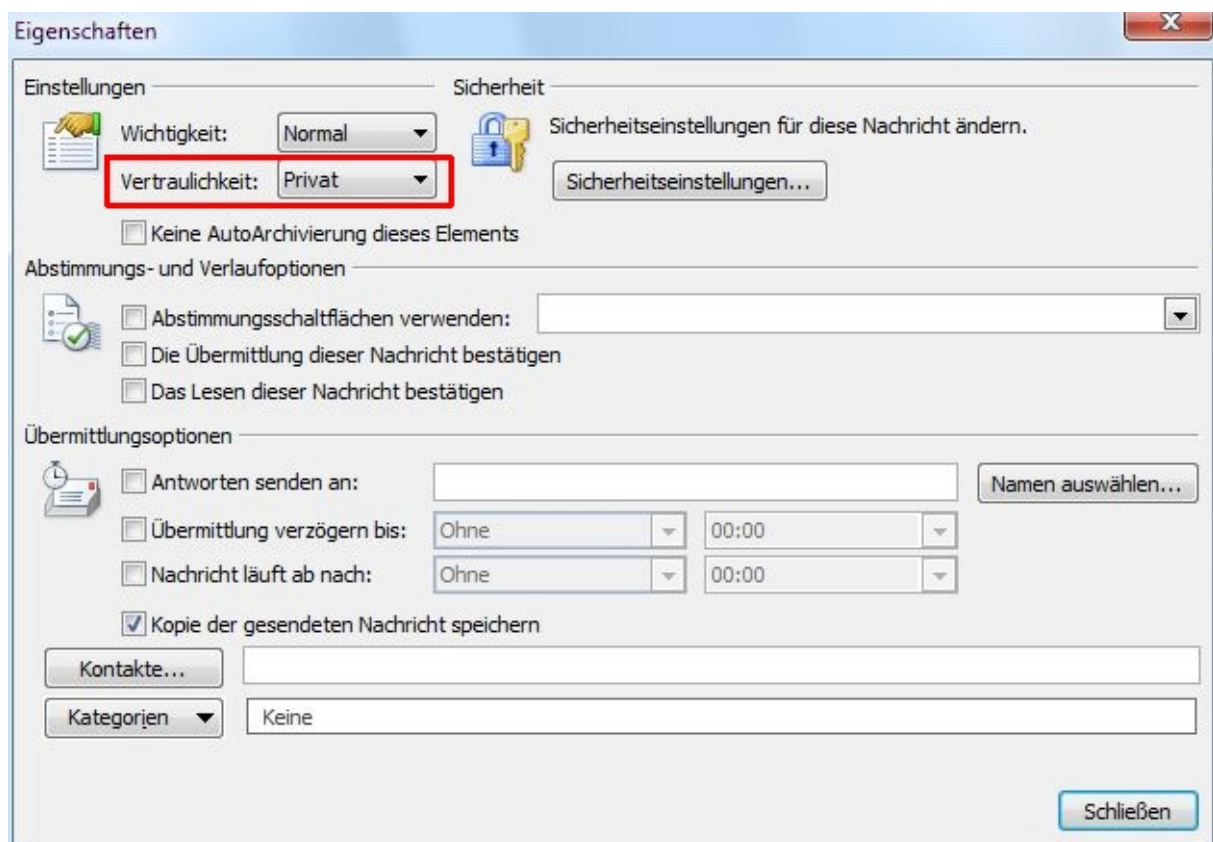 Eigenschaften
Einstellungen
Sicherheit
Wichtigkeit: Normal
Sicherheitseinstellungen für diese Nachricht ändern.
Vertraulichkeit: Privat
Sicherheitseinstellungen...
Keine AutoArchivierung dieses Elements
Abstimmungs- und Verlaufoptionen
Abstimmungsschaltflächen verwenden:
Die Übermittlung dieser Nachricht bestätigen
Das Lesen dieser Nachricht bestätigen
Übermittlungsoptionen
Antworten senden an: Namen auswählen...
Übermittlung verzögern bis: Ohne 00:00
Nachricht läuft ab nach: Ohne 00:00
Kopie der gesendeten Nachricht speichern
Kontakte...
Kategorien Keine
Schließen